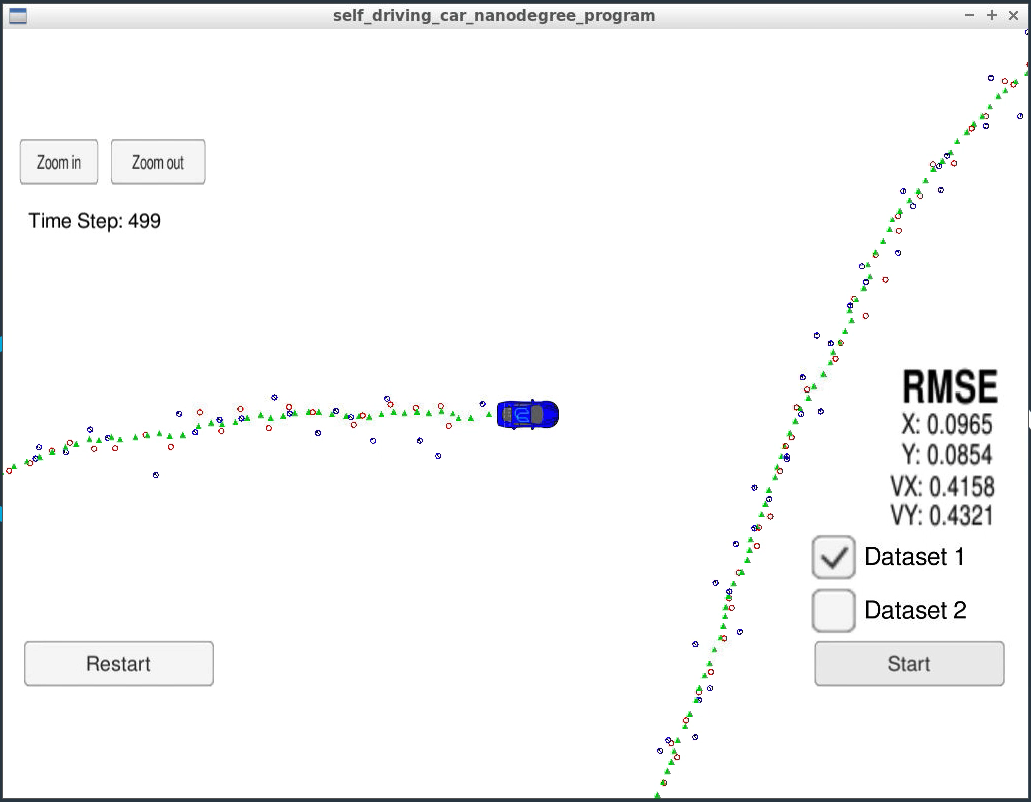 self_driving_car_nanodegree_program
Zoom in Zoom out
Time Step: 499
RMSE
X: 0.0965
Y: 0.0854
VX: 0.4158
VY: 0.4321
Dataset 1
Dataset 2
Restart
Start